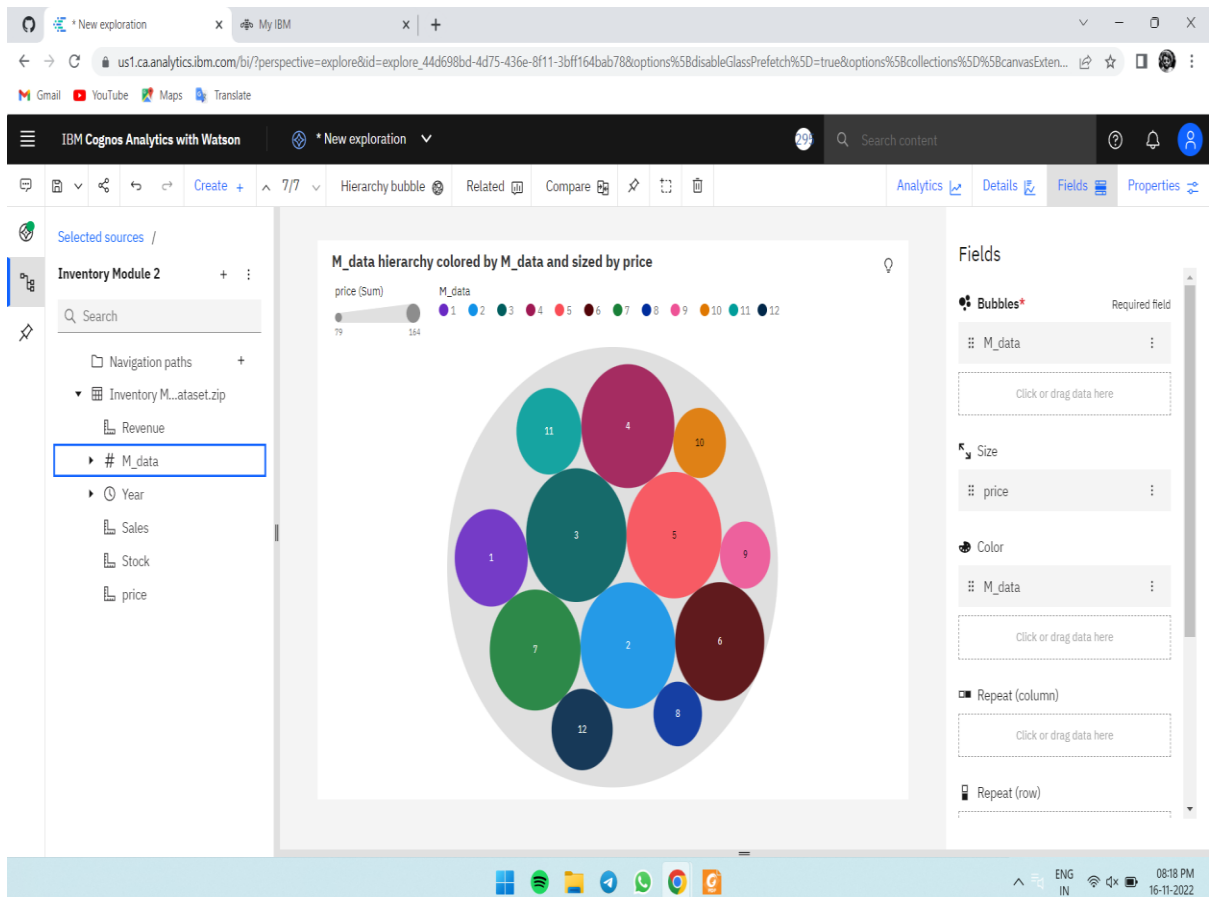 * New exploration
My IBM
us1.ca.analytics.ibm.com/bi/?perspective=explore&id=explore_44d698bd-4d75-436e-8f11-3bff164bab78&options%5BdisableGlassPrefetch%5D=true&options%5Bcollections%5D%5BcanvasExten...
Gmail YouTube Maps Translate
IBM Cognos Analytics with Watson
* New exploration
295
Search content
Create + 7/7 Hierarchy bubble Related Compare Analytics Details Fields Properties
Selected sources /
Inventory Module 2
Search
Navigation paths
Inventory M...ataset.zip
Revenue
# M_data
Year
Sales
Stock
price
M_data hierarchy colored by M_data and sized by price
price (Sum)
79 164
M_data
1 2 3 4 5 6 7 8 9 10 11 12
4
11
10
3
5
9
1
7
2
6
8
12
Fields
Bubbles* Required field
M_data
Click or drag data here
Size
price
Color
M_data
Click or drag data here
Repeat (column)
Click or drag data here
Repeat (row)
ENG
IN
08:18 PM
16-11-2022